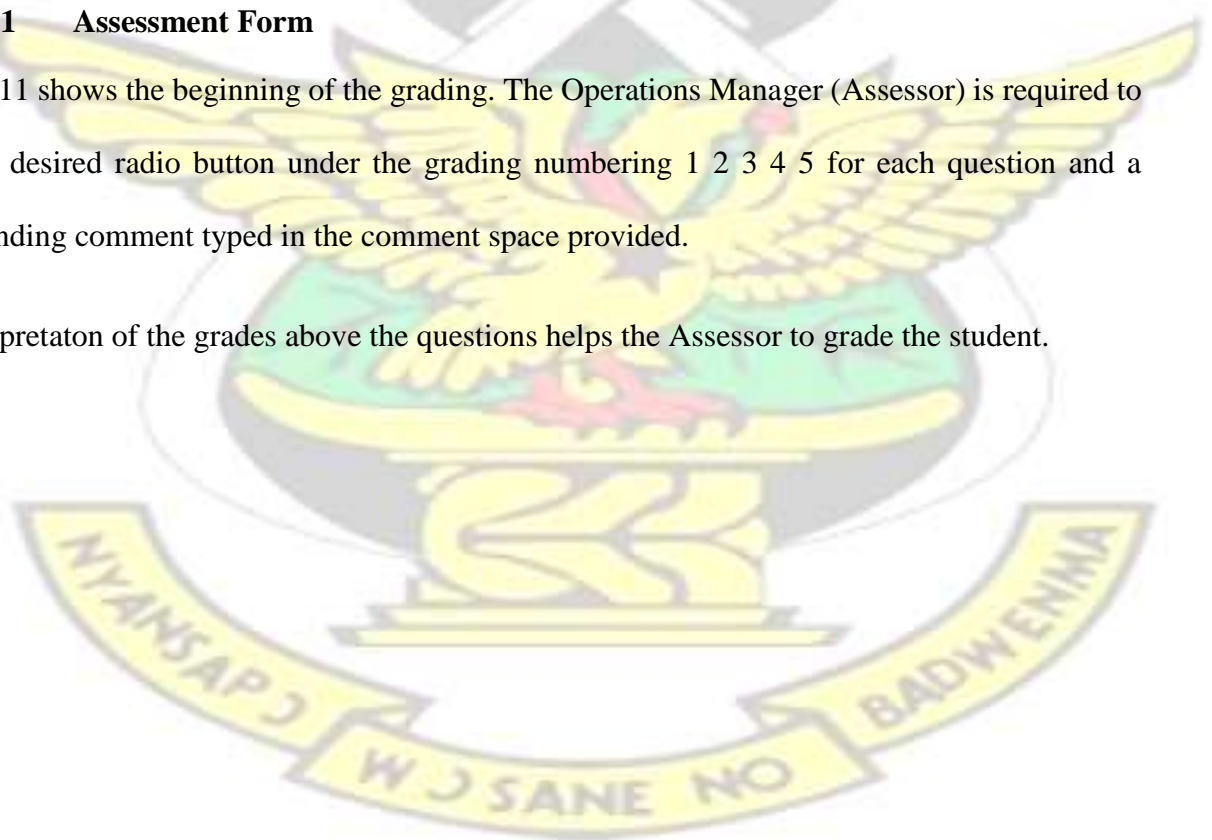 1 Assessment Form
11 shows the beginning of the grading. The Operations Manager (Assessor) is required to
desired radio button under the grading numbering 1 2 3 4 5 for each question and a
nding comment typed in the comment space provided.
pretaton of the grades above the questions helps the Assessor to grade the student.
NYANSAPƆ
WƆSANE NO
BADWENMA